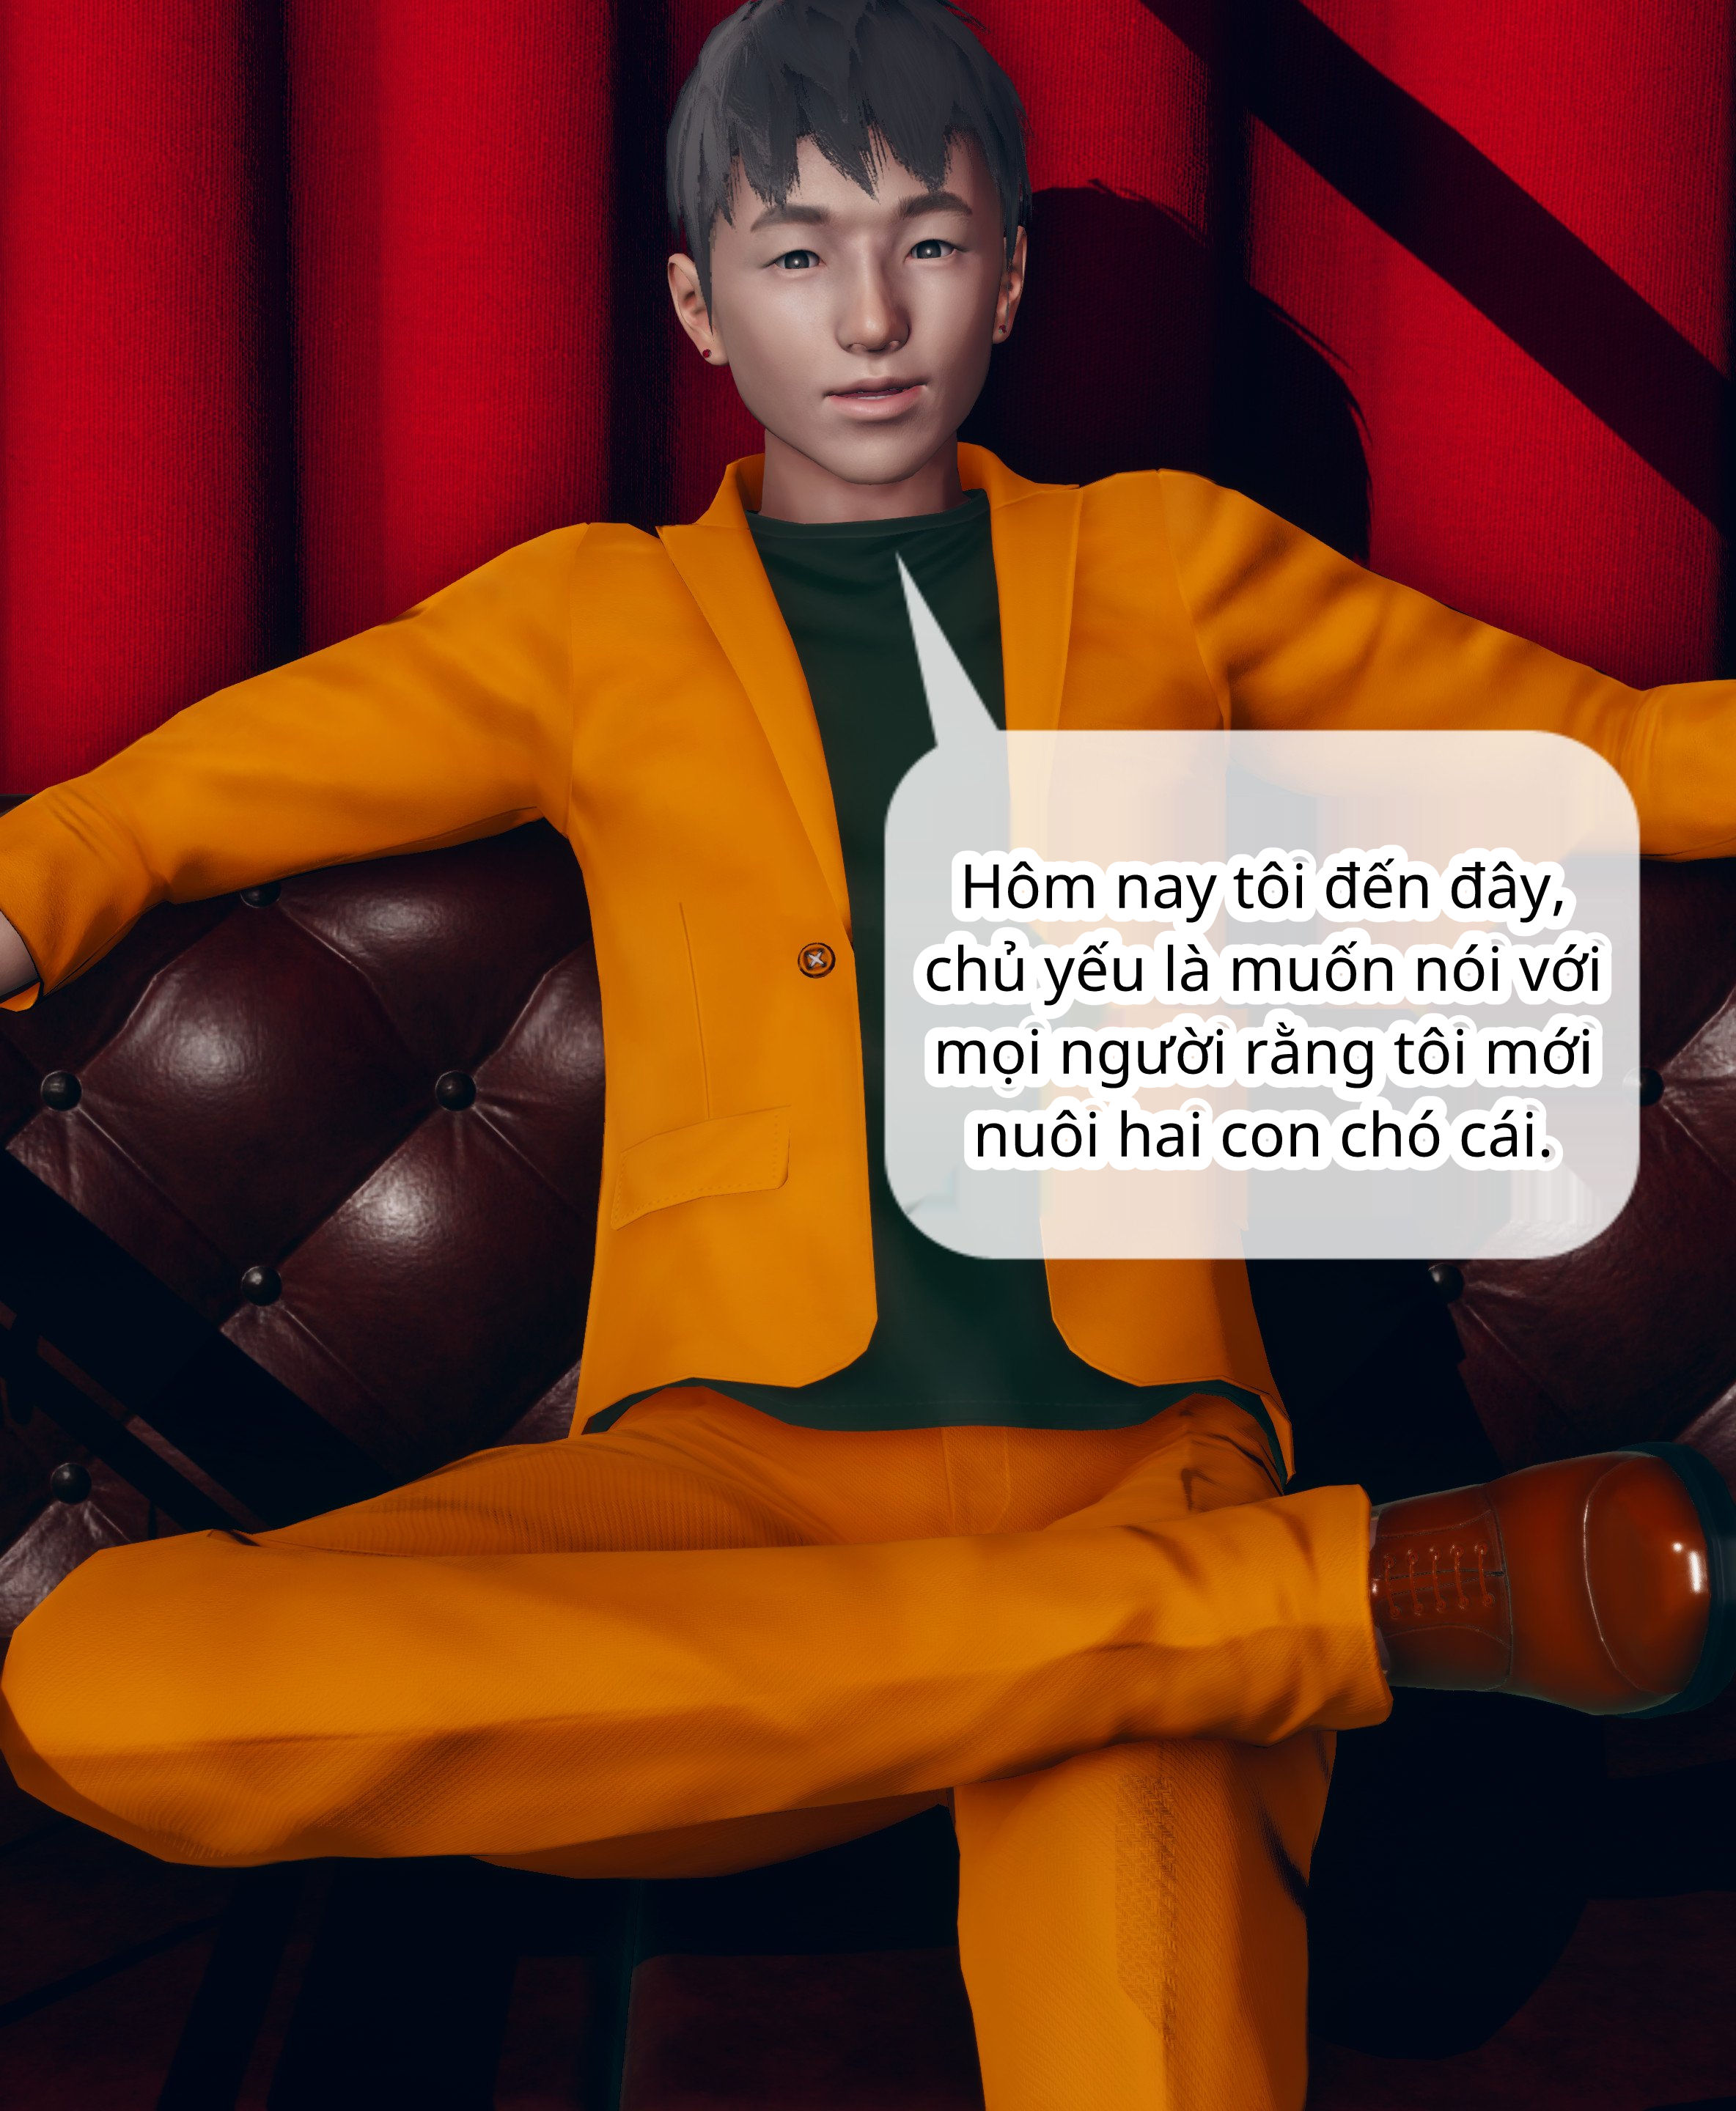 Hôm nay tôi đến đây,
chủ yếu là muốn nói với
mọi người rằng tôi mới
nuôi hai con chó cái.